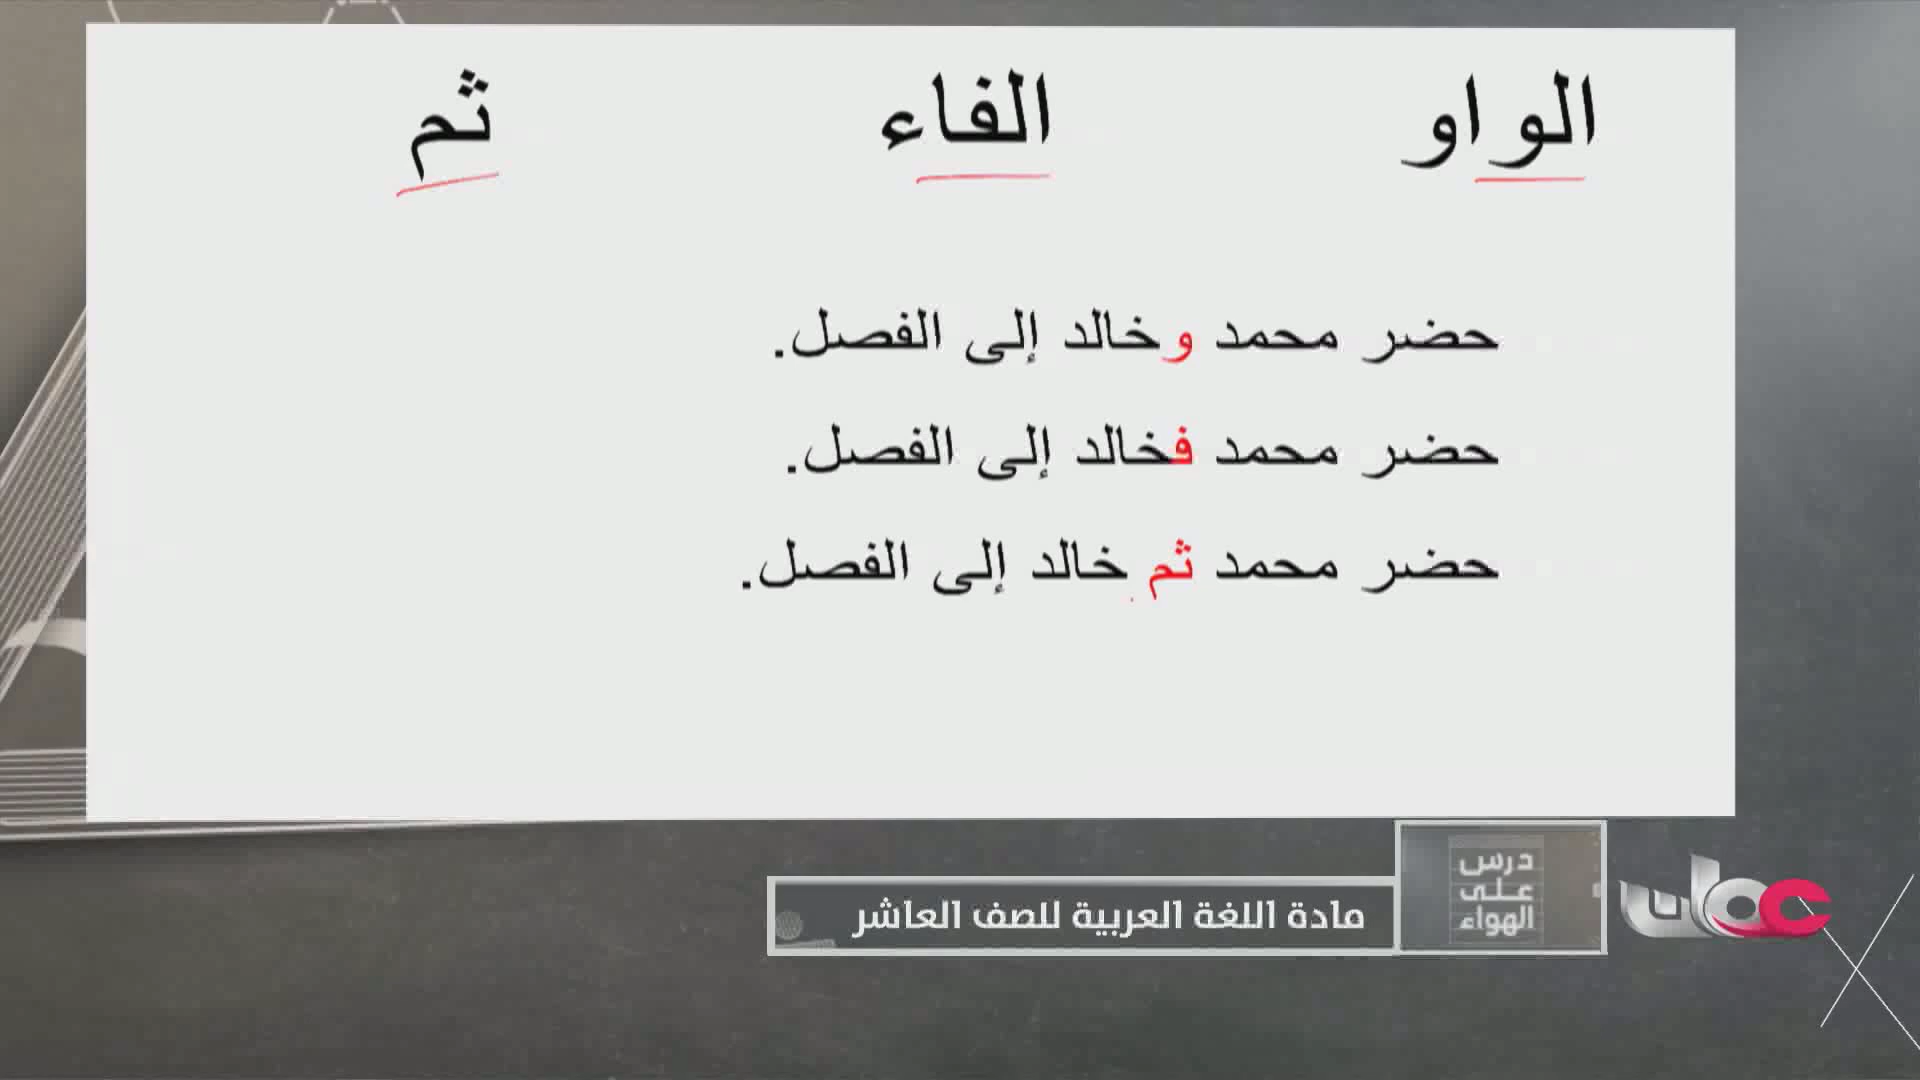 الواو الفاء ثم
حضر محمد وخالد إلى الفصل.
حضر محمد فخالد إلى الفصل.
حضر محمد ثم خالد إلى الفصل.
درس
على
الهواء
مادة اللغة العربية للصف العاشر
عمان